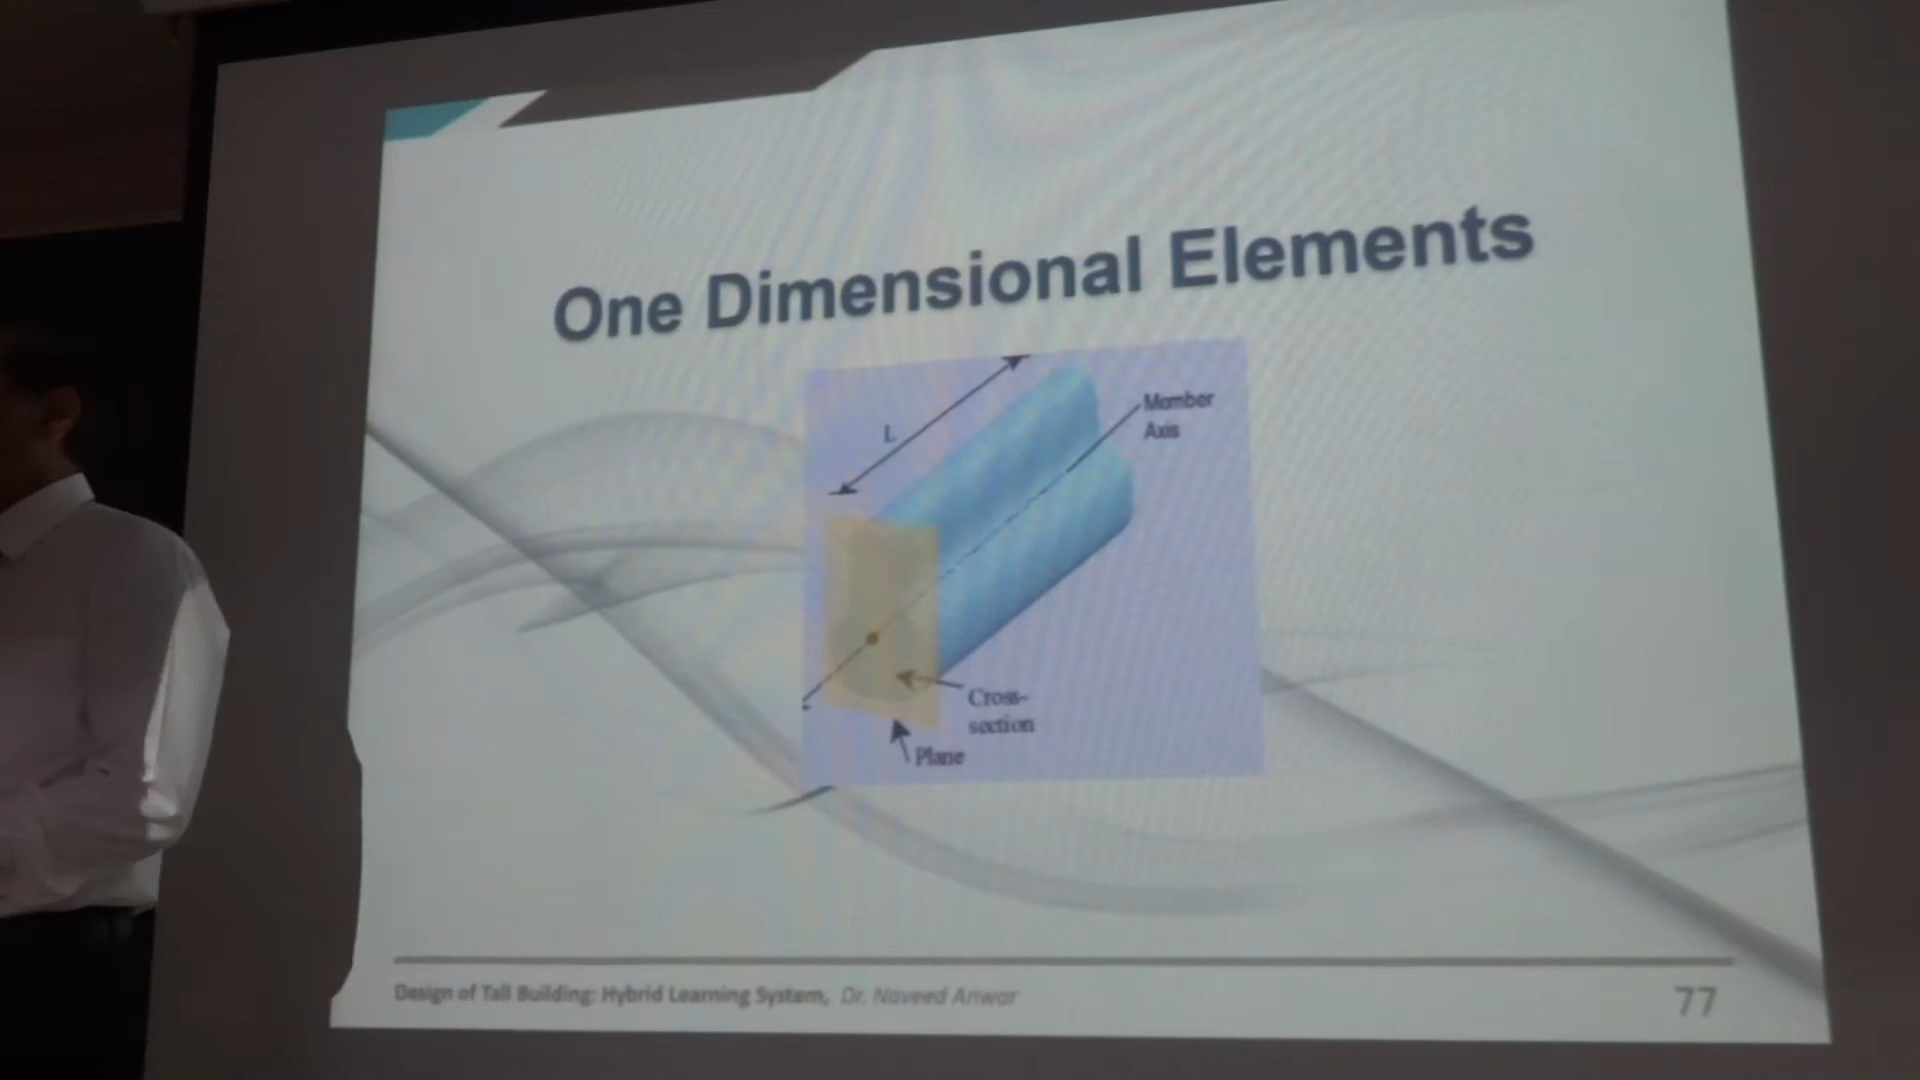 One Dimensional Elements
L
Member
Axis
Cross-
section
Plane
Design of Tall Building: Hybrid Learning System, Dr. Naveed Anwar
77